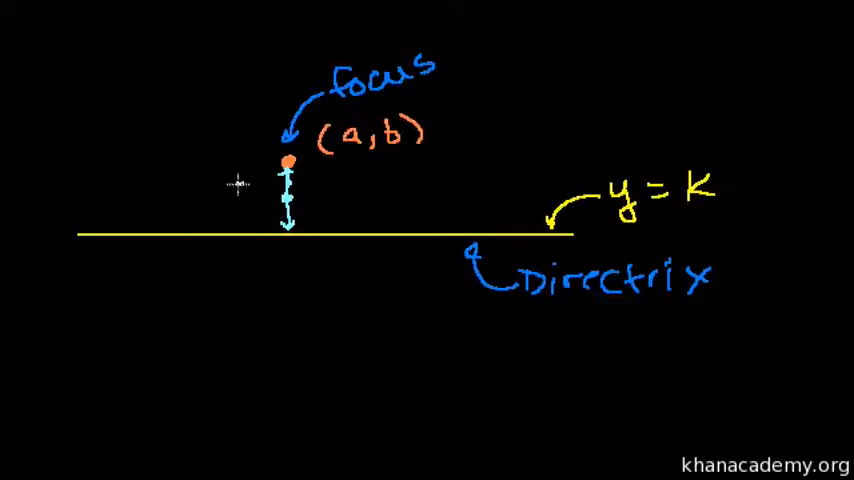 focus
(a,b)
y = k
Directrix
khanacademy.org